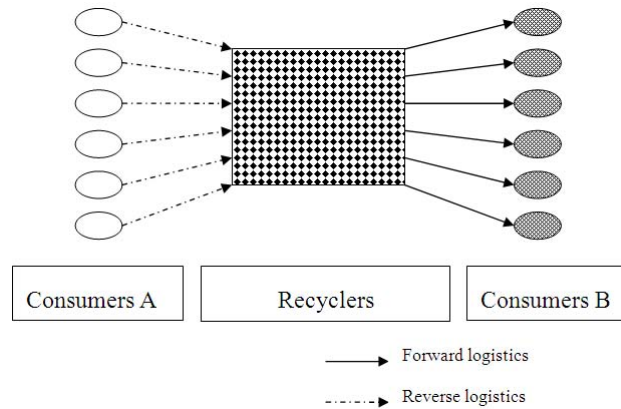 Consumers A
Recyclers
Consumers B
Forward logistics
Reverse logistics